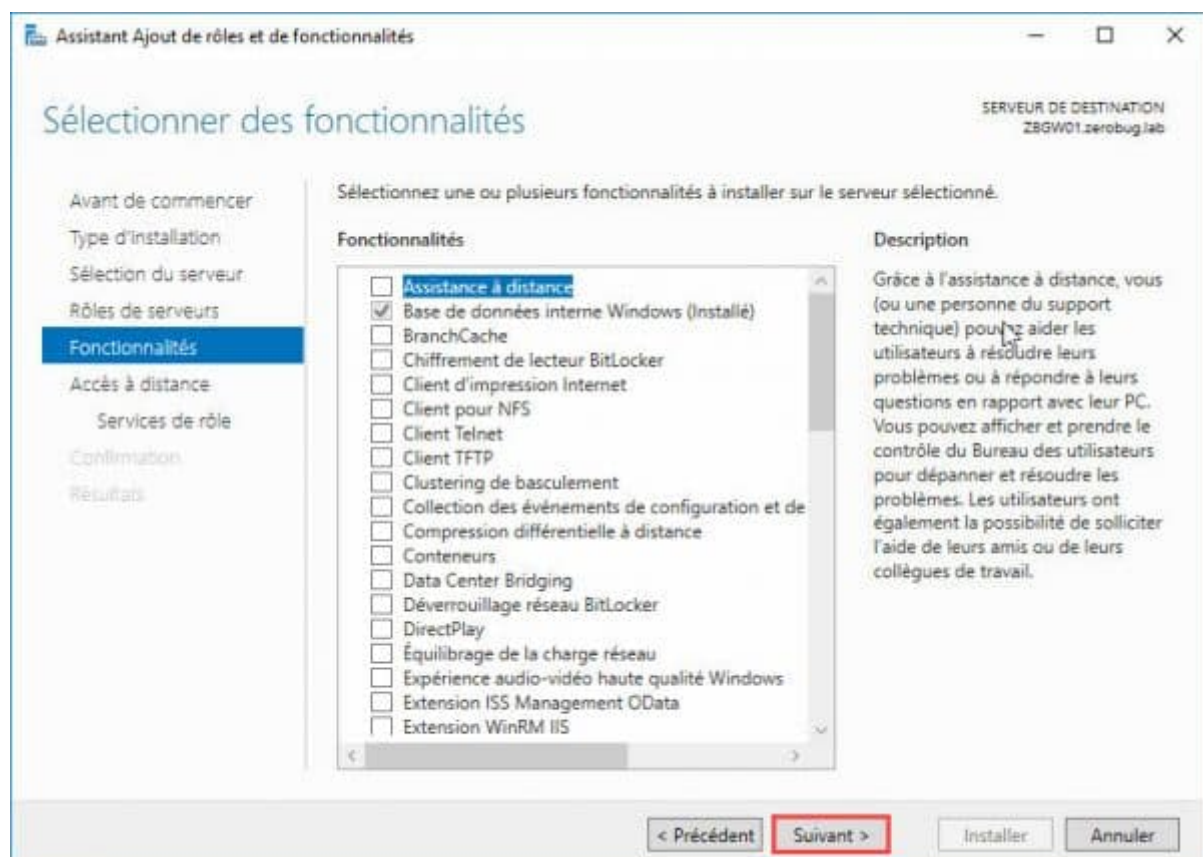 Assistant Ajout de rôles et de fonctionnalités
Sélectionner des fonctionnalités
SERVEUR DE DESTINATION
ZBGW01.zerobug.lab
Avant de commencer
Type d'installation
Sélection du serveur
Rôles de serveurs
Fonctionnalités
Accès à distance
Services de rôle
Confirmation
Résultats
Sélectionnez une ou plusieurs fonctionnalités à installer sur le serveur sélectionné.
Fonctionnalités
Assistance à distance
Base de données interne Windows (Installé)
BranchCache
Chiffrement de lecteur BitLocker
Client d'impression Internet
Client pour NFS
Client Telnet
Client TFTP
Clustering de basculement
Collection des événements de configuration et de
Compression différentielle à distance
Conteneurs
Data Center Bridging
Déverrouillage réseau BitLocker
DirectPlay
Équilibrage de la charge réseau
Expérience audio-vidéo haute qualité Windows
Extension ISS Management OData
Extension WinRM IIS
Description
Grâce à l'assistance à distance, vous
(ou une personne du support
technique) pouvez aider les
utilisateurs à résoudre leurs
problèmes ou à répondre à leurs
questions en rapport avec leur PC.
Vous pouvez afficher et prendre le
contrôle du Bureau des utilisateurs
pour dépanner et résoudre les
problèmes. Les utilisateurs ont
également la possibilité de solliciter
l'aide de leurs amis ou de leurs
collègues de travail.
< Précédent
Suivant >
Installer
Annuler